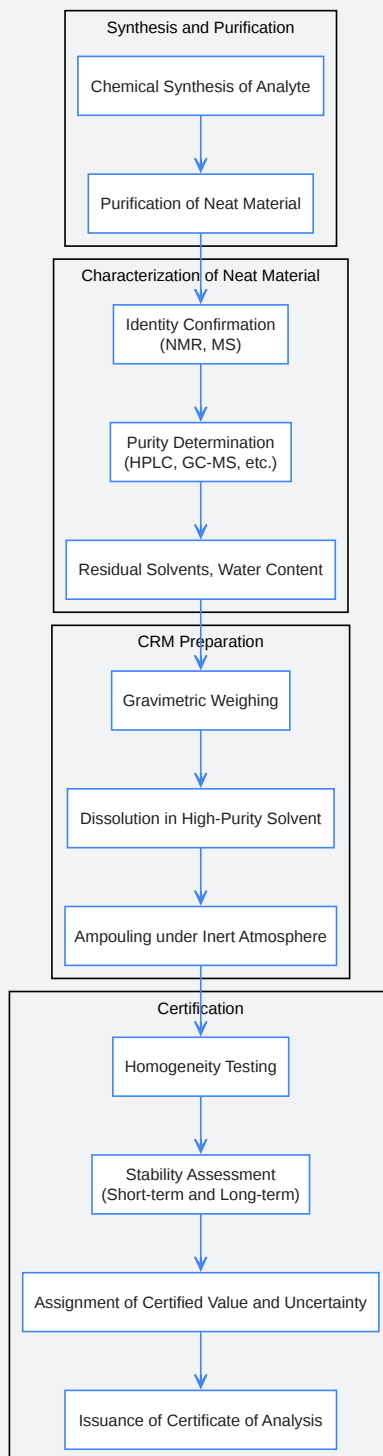 Synthesis and Purification
Chemical Synthesis of Analyte
Purification of Neat Material
Characterization of Neat Material
Identity Confirmation
(NMR, MS)
Purity Determination
(HPLC, GC-MS, etc.)
Residual Solvents, Water Content
CRM Preparation
Gravimetric Weighing
Dissolution in High-Purity Solvent
Ampouling under Inert Atmosphere
Certification
Homogeneity Testing
Stability Assessment
(Short-term and Long-term)
Assignment of Certified Value and Uncertainty
Issuance of Certificate of Analysis